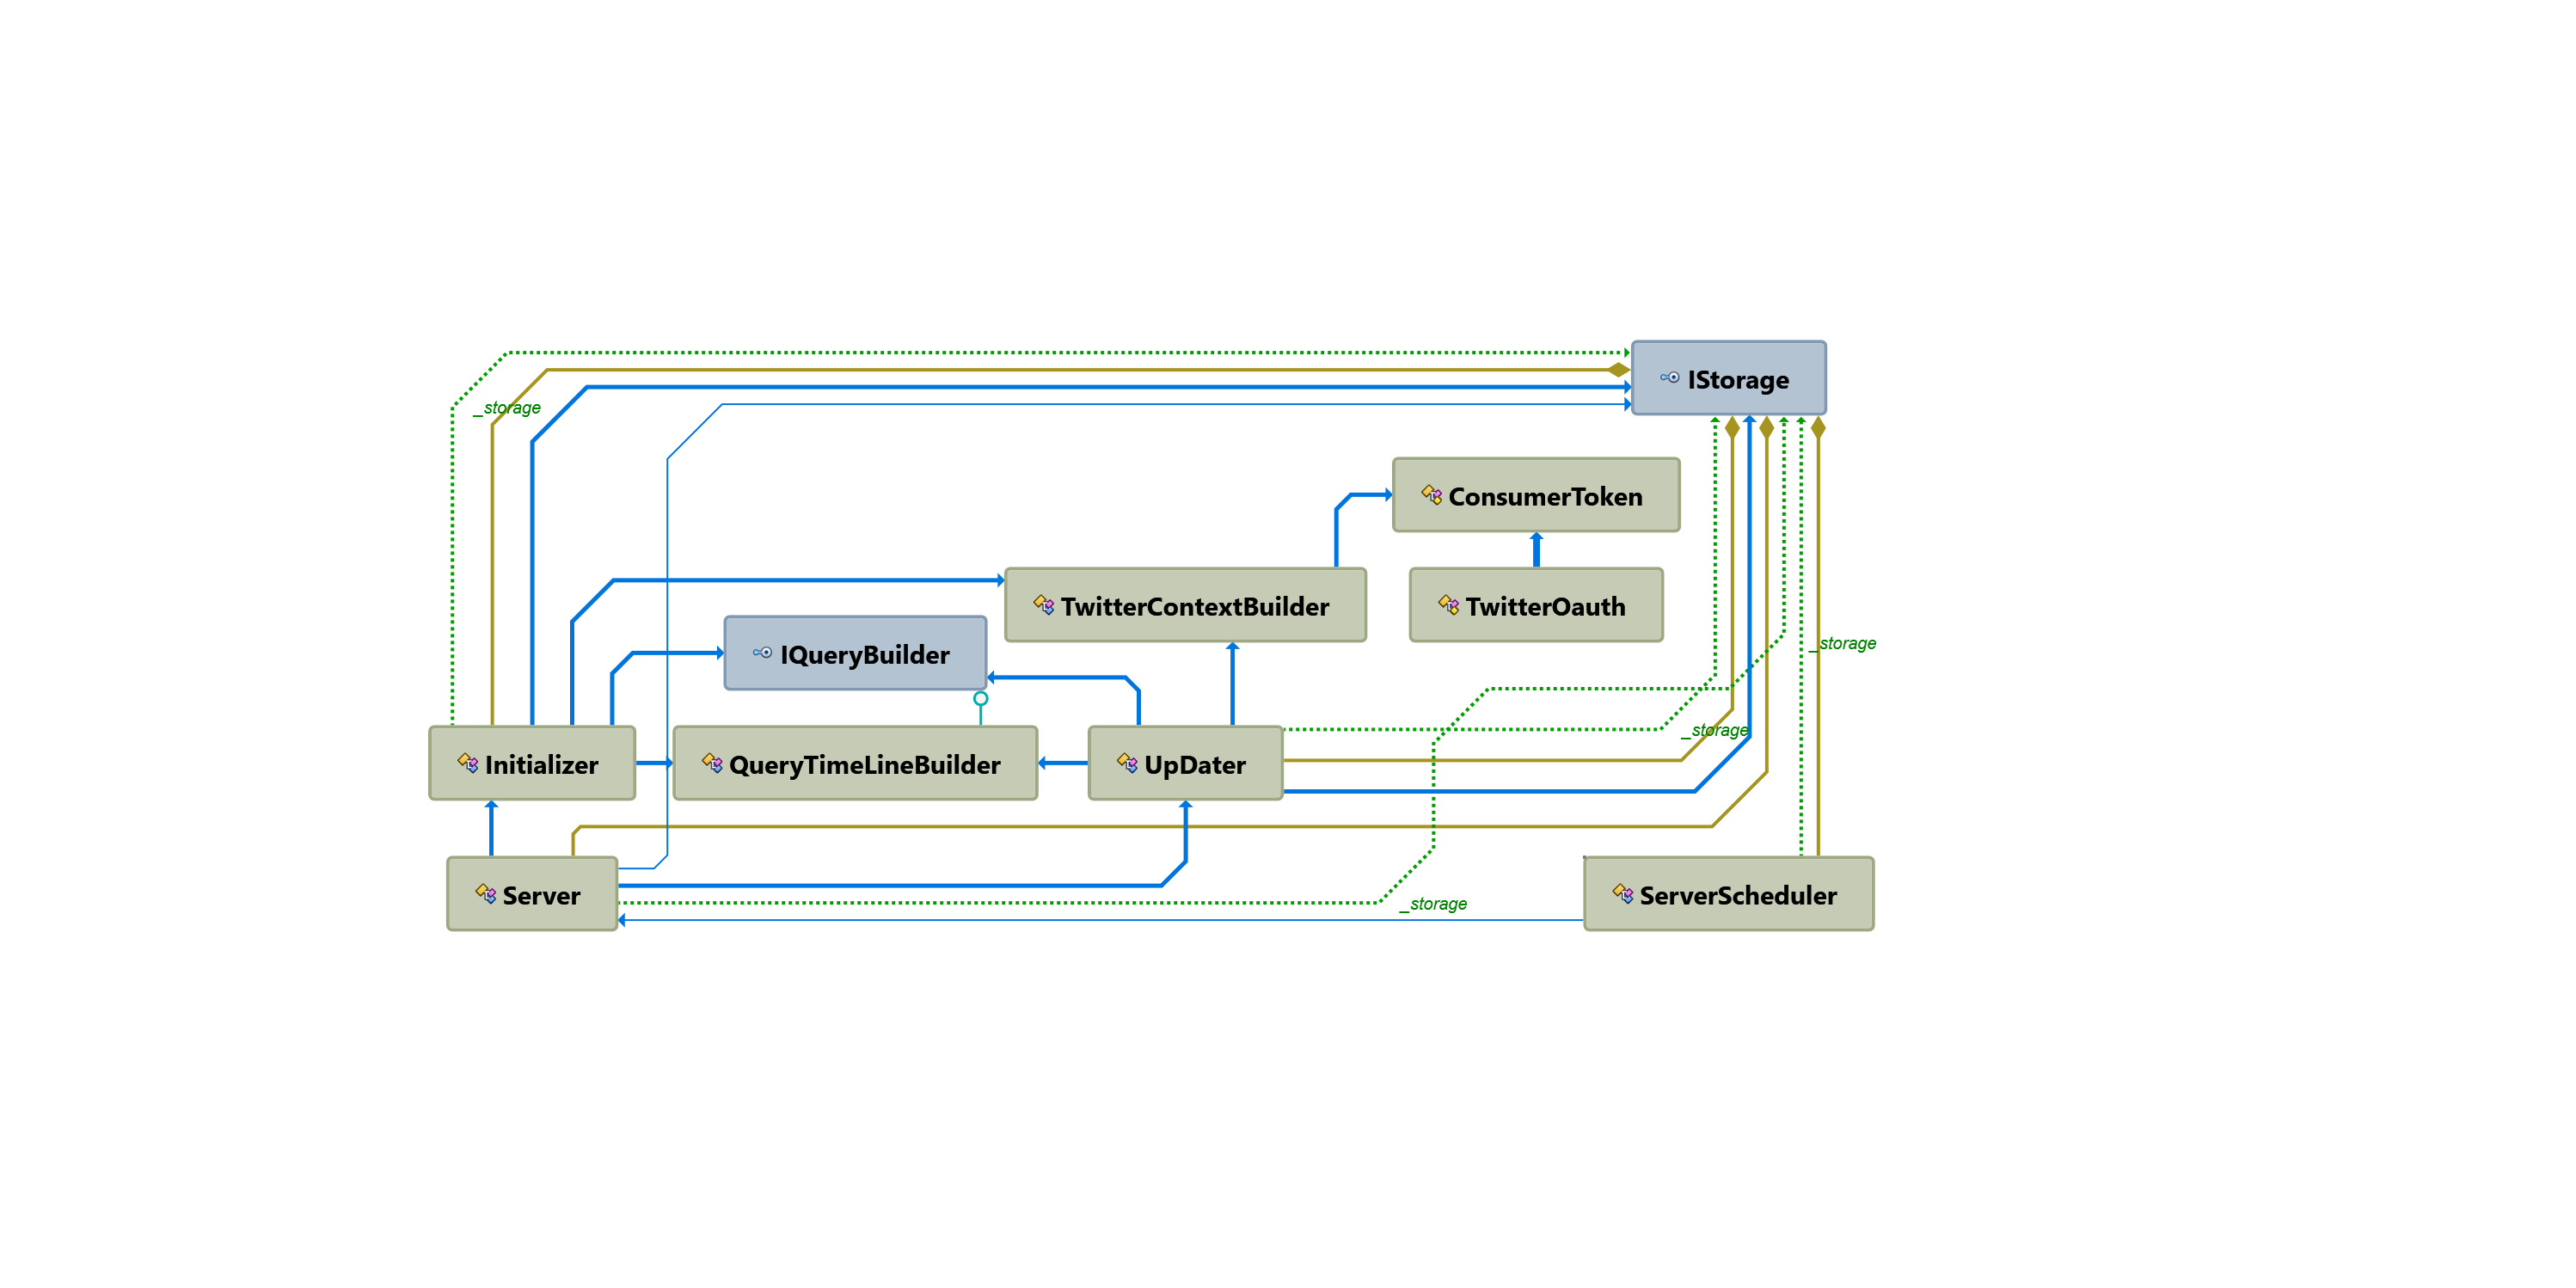 IStorage
_storage
ConsumerToken
TwitterContextBuilder
TwitterOauth
IQueryBuilder
_storage
_storage
Initializer
QueryTimeLineBuilder
UpDater
Server
_storage
ServerScheduler